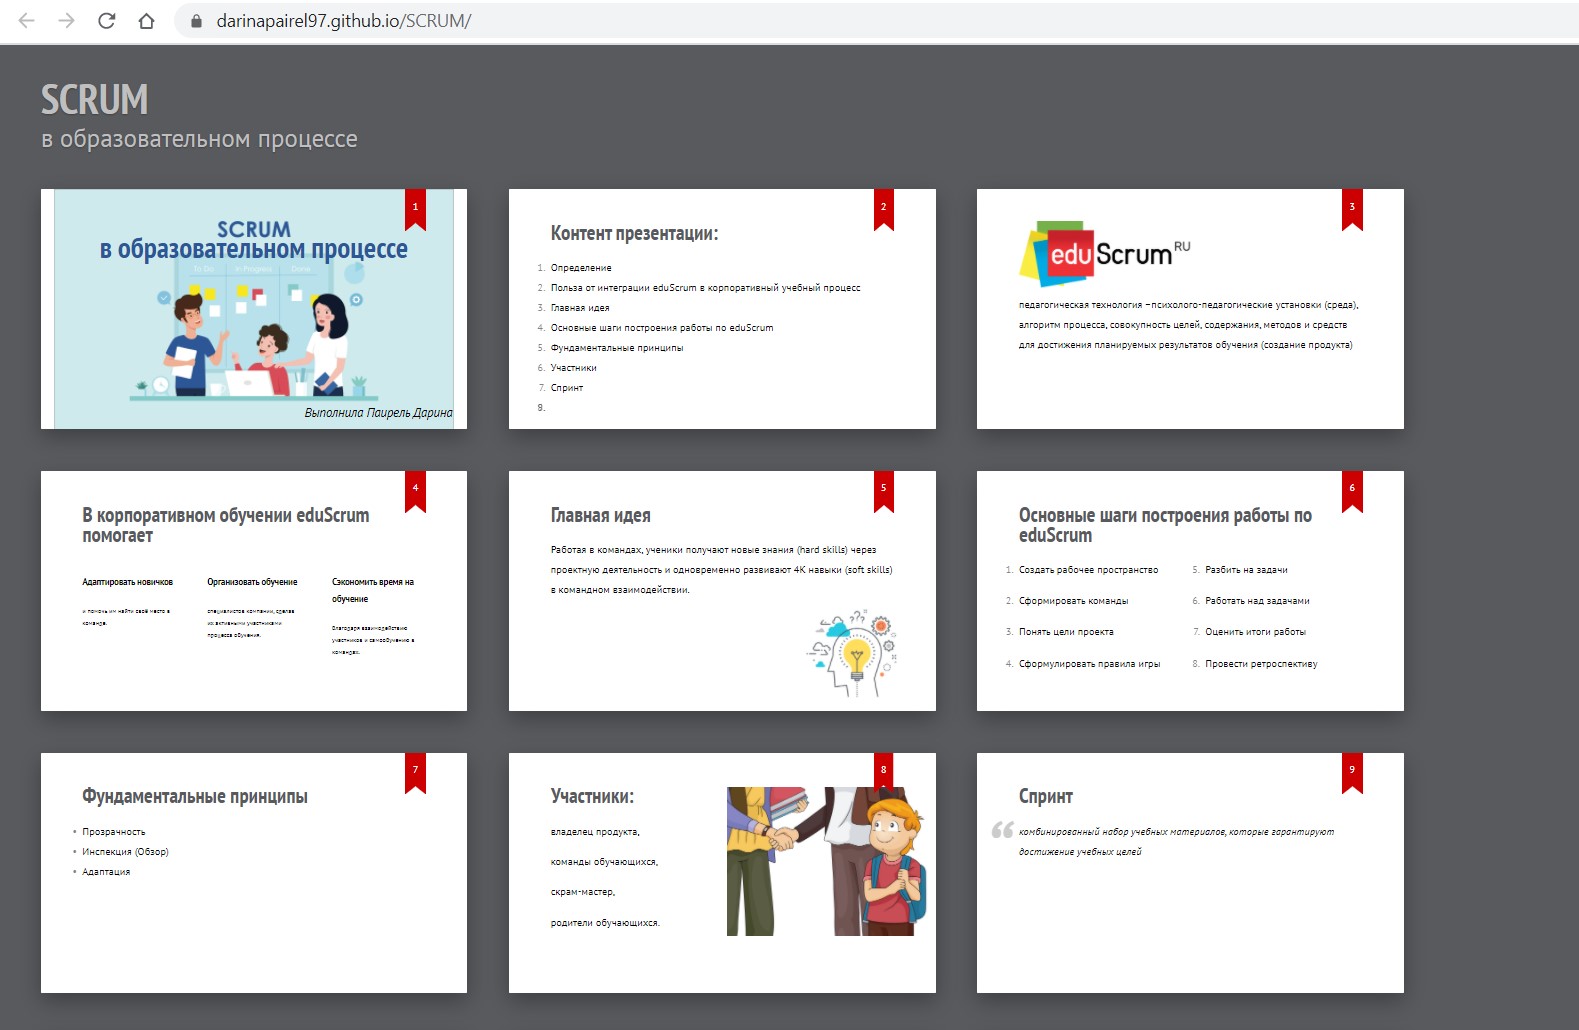 darinapairel97.github.io/SCRUM/
SCRUM
в образовательном процессе
1
SCRUM
в образовательном процессе
To Do In Progress Done
Выполнила Паирель Дарина
2
Контент презентации:
1. Определение
2. Польза от интеграции eduScrum в корпоративный учебный процесс
3. Главная идея
4. Основные шаги построения работы по eduScrum
5. Фундаментальные принципы
6. Участники
7. Спринт
3
edu Scrum RU
педагогическая технология –психолого-педагогические установки (среда),
алгоритм процесса, совокупность целей, содержания, методов и средств
для достижения планируемых результатов обучения (создание продукта)
4
В корпоративном обучении eduScrum
помогает
Адаптировать новичков
и помочь им найти своё место в
команде.
Организовать обучение
специалистов компании, сделав
их активными участниками
процесса обучения.
Сэкономить время на
обучение
благодаря взаимодействию
участников и самообучению в
командах.
5
Главная идея
Работая в командах, ученики получают новые знания (hard skills) через
проектную деятельность и одновременно развивают 4К навыки (soft skills)
в командном взаимодействии.
6
Основные шаги построения работы по
eduScrum
1. Создать рабочее пространство
2. Сформировать команды
3. Понять цели проекта
4. Сформулировать правила игры
5. Разбить на задачи
6. Работать над задачами
7. Оценить итоги работы
8. Провести ретроспективу
7
Фундаментальные принципы
• Прозрачность
• Инспекция (Обзор)
• Адаптация
8
Участники:
владелец продукта,
команды обучающихся,
скрам-мастер,
родители обучающихся.
9
Спринт
“ комбинированный набор учебных материалов, которые гарантируют
достижение учебных целей